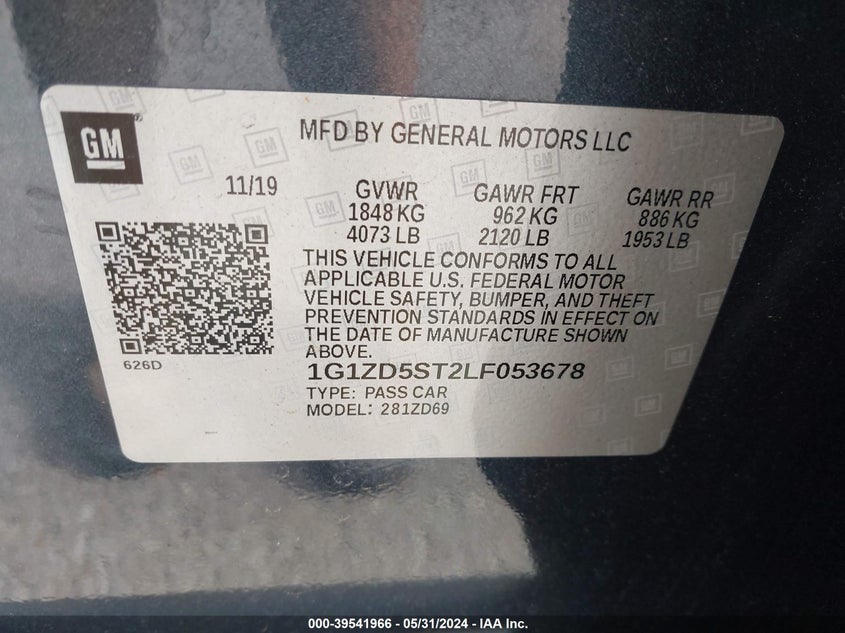 GM
MFD BY GENERAL MOTORS LLC
11/19
GVWR GAWR FRT GAWR RR
1848 KG 962 KG 886 KG
4073 LB 2120 LB 1953 LB
THIS VEHICLE CONFORMS TO ALL
APPLICABLE U.S. FEDERAL MOTOR
VEHICLE SAFETY, BUMPER, AND THEFT
PREVENTION STANDARDS IN EFFECT ON
THE DATE OF MANUFACTURE SHOWN
ABOVE.
626D
1G1ZD5ST2LF053678
TYPE: PASS CAR
MODEL: 281ZD69
000-39541966 - 05/31/2024 - IAA Inc.